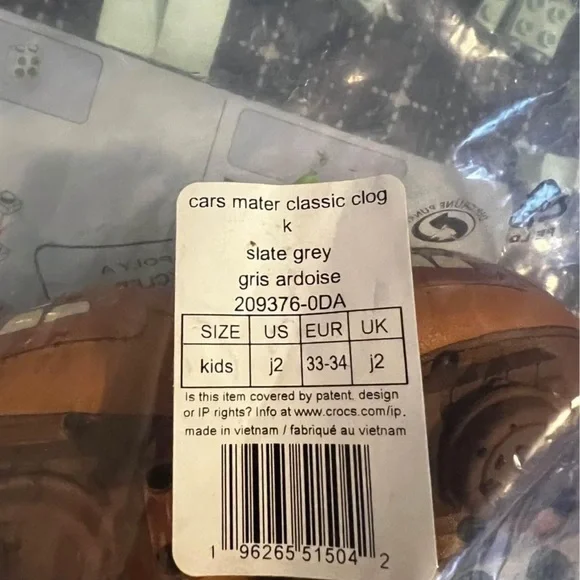 cars mater classic clog
k
slate grey
gris ardoise
209376-0DA
SIZE US EUR UK
kids j2 33-34 j2
Is this item covered by patent, design
or IP rights? Info at www.crocs.com/ip.
made in vietnam / fabriqué au vietnam
1 96265 51504 2